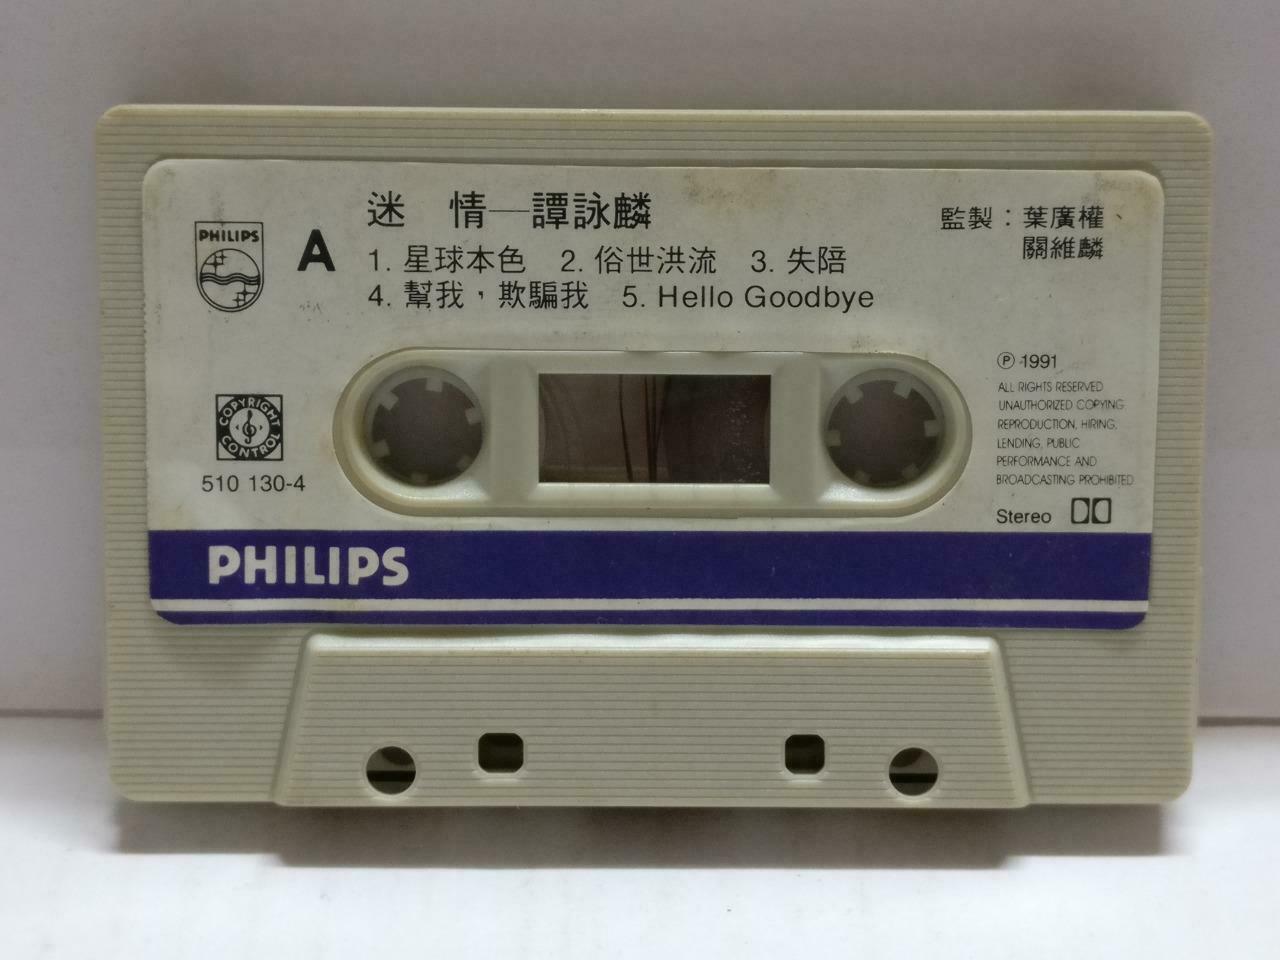 迷 情—譚詠麟
PHILIPS
A
1. 星球本色 2. 俗世洪流 3. 失陪
4. 幫我，欺騙我 5. Hello Goodbye
監製：葉廣權
關維麟
COPYRIGHT CONTROL
510 130-4
Ⓟ 1991
ALL RIGHTS RESERVED
UNAUTHORIZED COPYING
REPRODUCTION, HIRING,
LENDING, PUBLIC
PERFORMANCE AND
BROADCASTING PROHIBITED
Stereo
PHILIPS